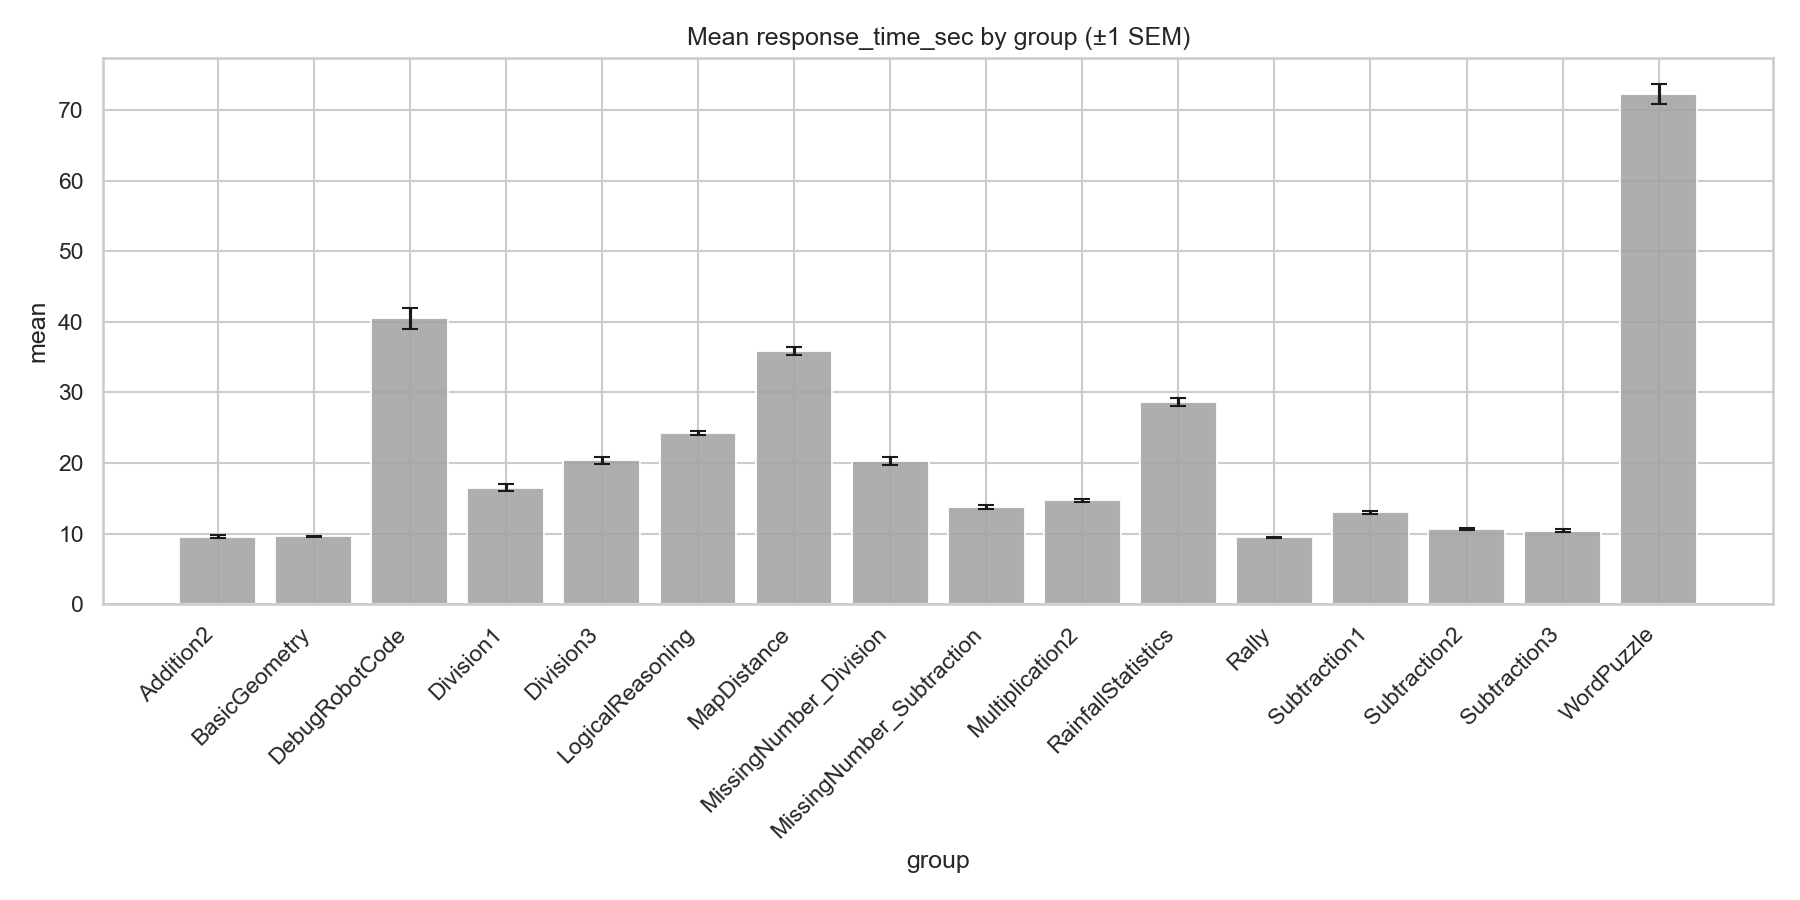 Mean response_time_sec by group (±1 SEM)
70
60
50
40
30
20
10
0
mean
Addition2
BasicGeometry
DebugRobotCode
Division1
Division3
LogicalReasoning
MapDistance
MissingNumber_Division
MissingNumber_Subtraction
Multiplication2
RainfallStatistics
Rally
Subtraction1
Subtraction2
Subtraction3
WordPuzzle
group